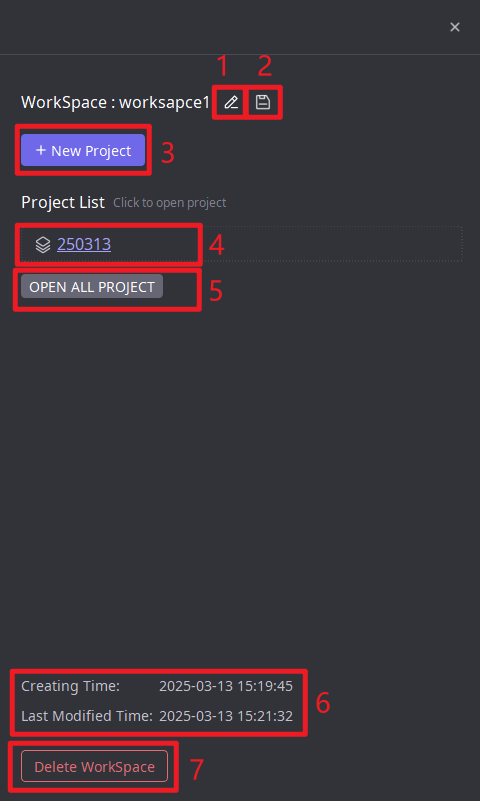 1 2
WorkSpace : worksapce1
+ New Project 3
Project List Click to open project
250313 4
OPEN ALL PROJECT 5
Creating Time: 2025-03-13 15:19:45
Last Modified Time: 2025-03-13 15:21:32 6
Delete WorkSpace 7